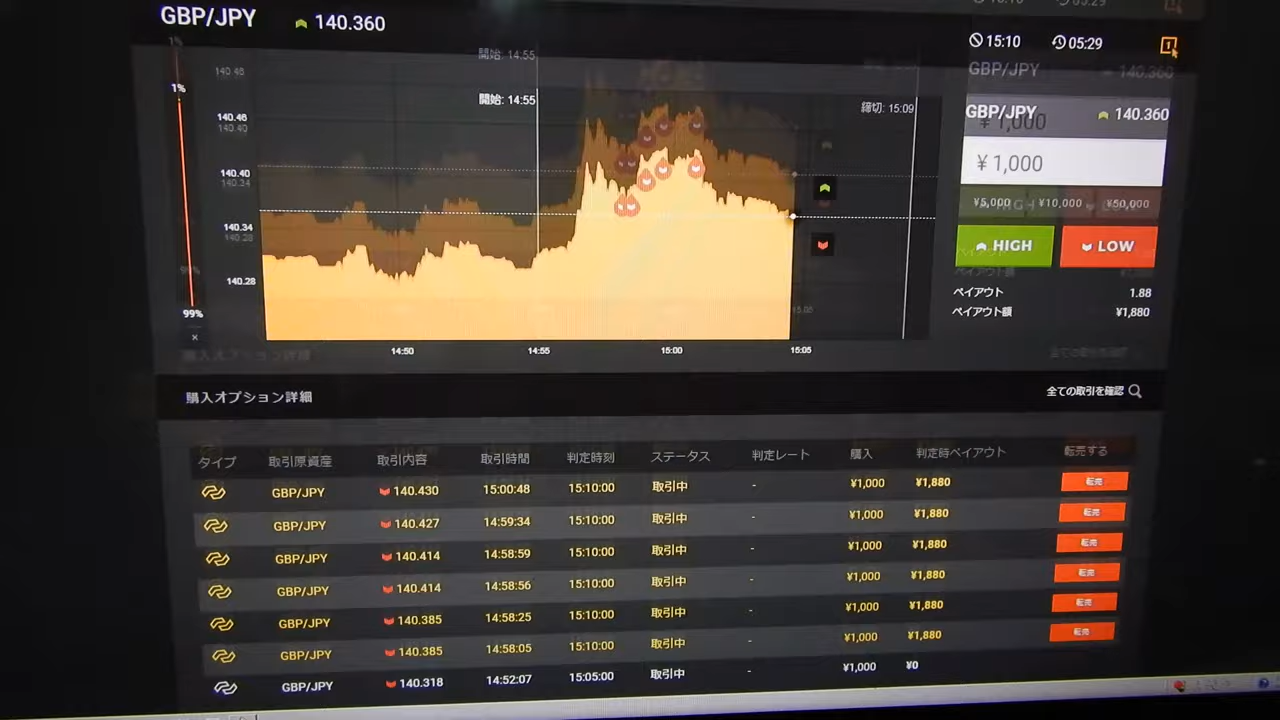 GBP/JPY 140.360
15:10 05:29
1%
開始: 14:55
締切: 15:09
140.46
140.40
140.34
140.28
99%
14:50 14:55 15:00 15:05
GBP/JPY 140.360
¥ 1,000
¥5,000 ¥10,000 ¥50,000
HIGH LOW
ペイアウト 1.88
ペイアウト額 ¥1,880
購入オプション詳細 全ての取引を確認
タイプ 取引原資産 取引内容 取引時間 判定時刻 ステータス 判定レート 購入 判定時ペイアウト 転売する
GBP/JPY 140.430 15:00:48 15:10:00 取引中 - ¥1,000 ¥1,880 転売
GBP/JPY 140.427 14:59:34 15:10:00 取引中 - ¥1,000 ¥1,880 転売
GBP/JPY 140.414 14:58:59 15:10:00 取引中 - ¥1,000 ¥1,880 転売
GBP/JPY 140.414 14:58:56 15:10:00 取引中 - ¥1,000 ¥1,880 転売
GBP/JPY 140.385 14:58:25 15:10:00 取引中 - ¥1,000 ¥1,880 転売
GBP/JPY 140.385 14:58:05 15:10:00 取引中 - ¥1,000 ¥1,880 転売
GBP/JPY 140.318 14:52:07 15:05:00 取引中 - ¥1,000 ¥0